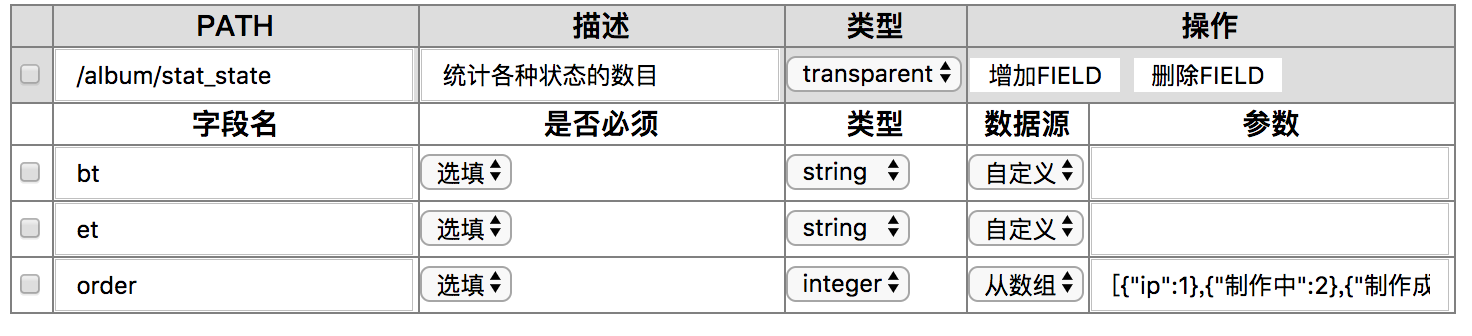 PATH 描述 类型 操作
/album/stat_state 统计各种状态的数目 transparent 增加FIELD 删除FIELD
字段名 是否必须 类型 数据源 参数
bt 选填 string 自定义
et 选填 string 自定义
order 选填 integer 从数组 [{"ip":1},{"制作中":2},{"制作成